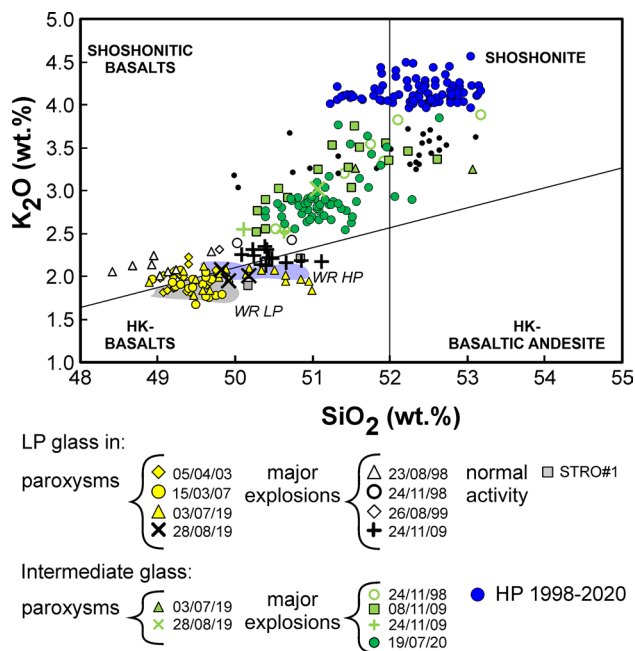 SHOSHONITIC
BASALTS
SHOSHONITE
5.0
4.5
4.0
3.5
3.0
2.5
2.0
1.5
1.0
K2O (wt.%)
WR HP
WR LP
HK-
BASALTS
HK-
BASALTIC ANDESITE
48 49 50 51 52 53 54 55
SiO2 (wt.%)
LP glass in:
paroxysms
05/04/03
15/03/07
03/07/19
28/08/19
major
explosions
23/08/98
24/11/98
26/08/99
24/11/09
normal
activity
STRO#1
Intermediate glass:
paroxysms
03/07/19
28/08/19
major
explosions
24/11/98
08/11/09
24/11/09
19/07/20
HP 1998-2020